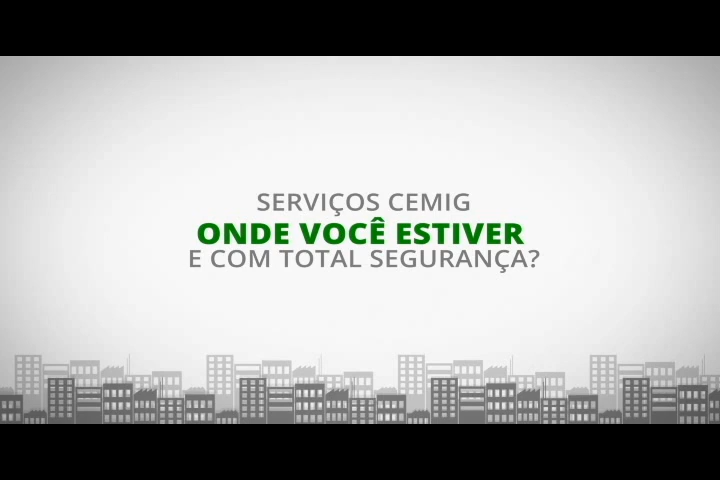 SERVIÇOS CEMIG
ONDE VOCÊ ESTIVER
E COM TOTAL SEGURANÇA?